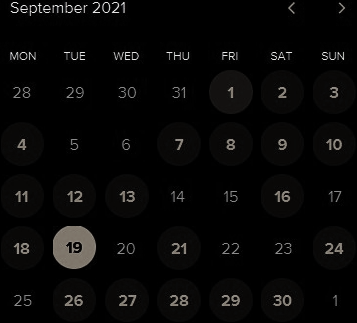 September 2021
MON TUE WED THU FRI SAT SUN
28 29 30 31 1 2 3
4 5 6 7 8 9 10
11 12 13 14 15 16 17
18 19 20 21 22 23 24
25 26 27 28 29 30 1